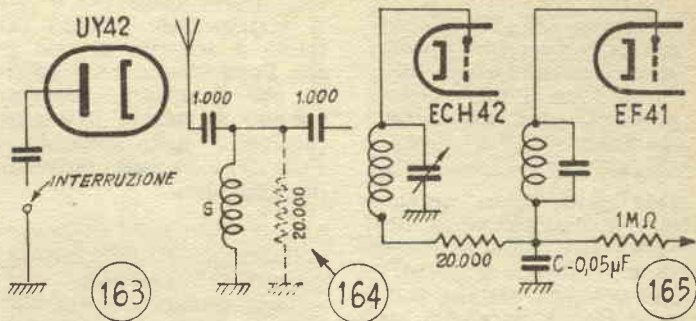 UY42
1.000
1.000
INTERRUZIONE
S
20.000
163
164
ECH42
EF41
20.000
1MΩ
C-0,05µF
165